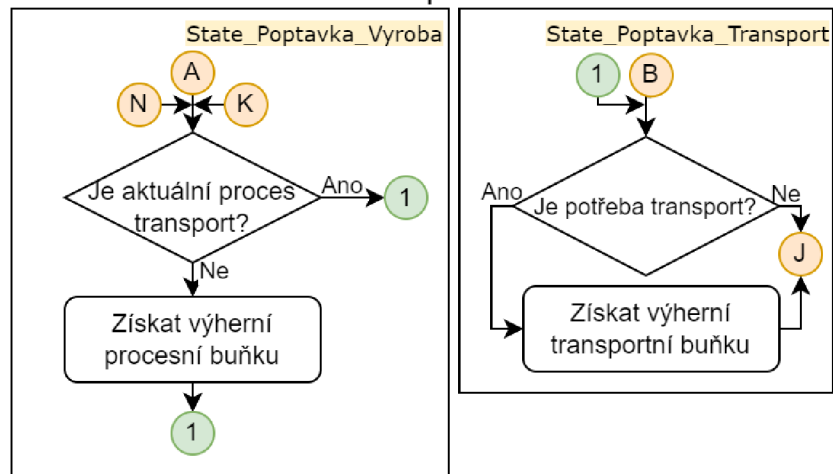 State_Poptavka_Vyroba
A
N
K
Je aktuální proces
transport?
Ano
1
Ne
Získat výherní
procesní buňku
1
State_Poptavka_Transport
1
B
Ano
Je potřeba transport?
Ne
J
Získat výherní
transportní buňku